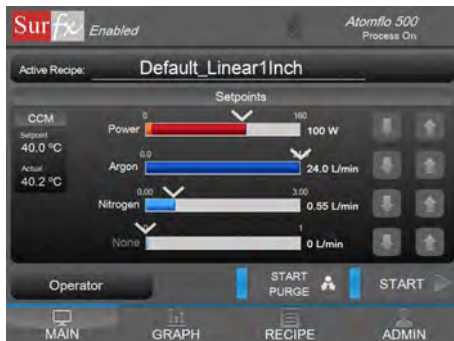 Surfx Enabled
Atomflo 500
Process On
Active Recipe: Default_Linear1Inch
Setpoints
CCM
Setpoint
40.0 ºC
Actual
40.2 ºC
0 160
Power 100 W
0.0
Argon 24.0 L/min
0.00 3.00
Nitrogen 0.55 L/min
1
None 0 L/min
Operator
START PURGE
START
MAIN GRAPH RECIPE ADMIN